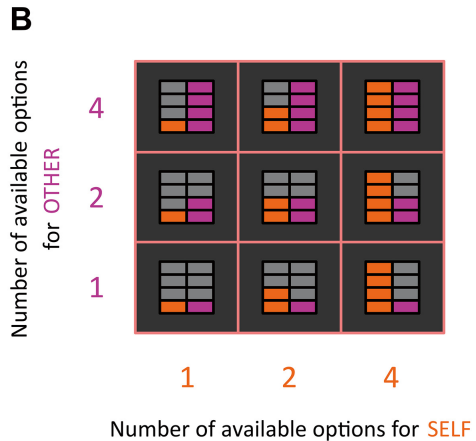 B
Number of available options
for OTHER
4
2
1
1 2 4
Number of available options for SELF